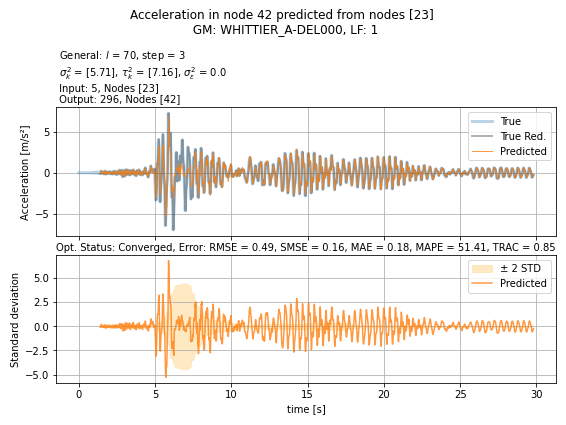 Acceleration in node 42 predicted from nodes [23]
GM: WHITTIER_A-DEL000, LF: 1
General: l = 70, step = 3
σ²ₖ = [5.71], τ²ₖ = [7.16], σ²ε = 0.0
Input: 5, Nodes [23]
Output: 296, Nodes [42]
Acceleration [m/s²]
5
0
−5
True
True Red.
Predicted
Opt. Status: Converged, Error: RMSE = 0.49, SMSE = 0.16, MAE = 0.18, MAPE = 51.41, TRAC = 0.85
Standard deviation
5.0
2.5
0.0
−2.5
−5.0
± 2 STD
Predicted
0 5 10 15 20 25 30
time [s]